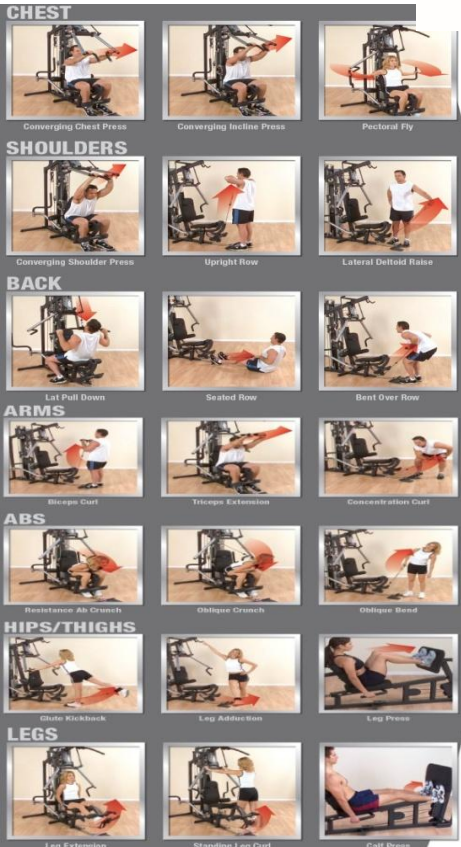 CHEST
Converging Chest Press Converging Incline Press Pectoral Fly
SHOULDERS
Converging Shoulder Press Upright Row Lateral Deltoid Raise
BACK
Lat Pull Down Seated Row Bent Over Row
ARMS
Biceps Curl Triceps Extension Concentration Curl
ABS
Resistance Ab Crunch Oblique Crunch Oblique Bend
HIPS/THIGHS
Glute Kickback Leg Adduction Leg Press
LEGS
Leg Extension Standing Leg Curl Calf Press